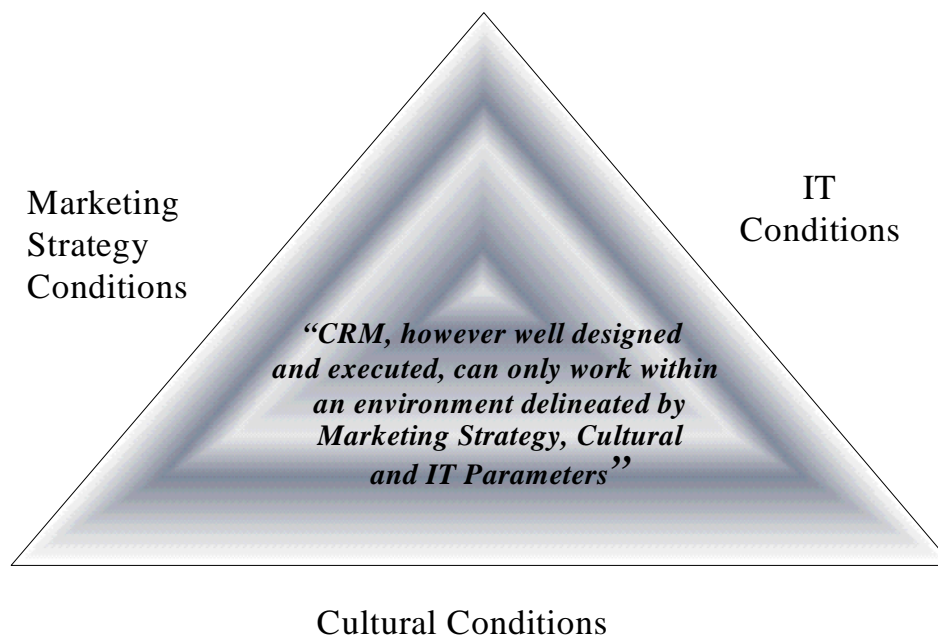 Marketing
Strategy
Conditions
IT
Conditions
“CRM, however well designed
and executed, can only work within
an environment delineated by
Marketing Strategy, Cultural
and IT Parameters”
Cultural Conditions